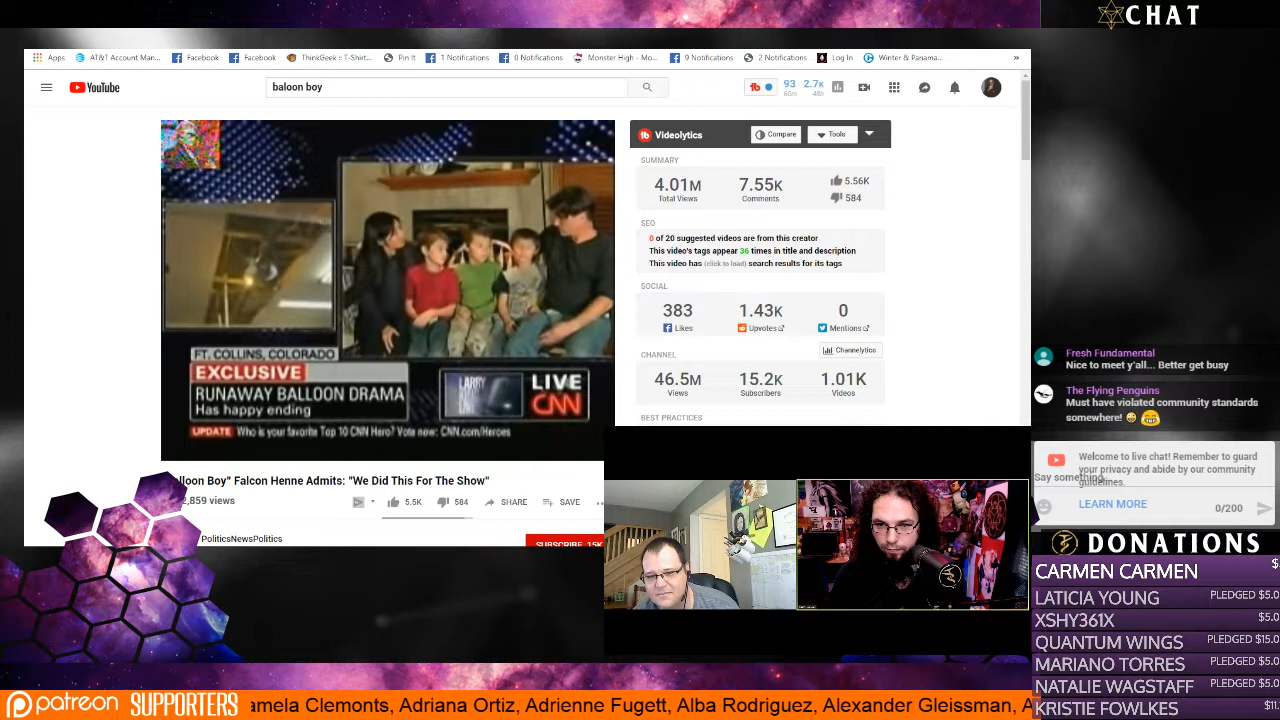 CHAT
Apps
AT&T Account Man...
Facebook
Facebook
ThinkGeek :: T-Shirt...
Pin It
1 Notifications
0 Notifications
Monster High - Mo...
9 Notifications
2 Notifications
Log In
Winter & Panama...
»
YouTube
baloon boy
93
60m
2.7K
48h
Videolytics
Compare
Tools
SUMMARY
4.01M
Total Views
7.55K
Comments
5.56K
584
SEO
0 of 20 suggested videos are from this creator
This video's tags appear 36 times in title and description
This video has (click to load) search results for its tags
SOCIAL
383
Likes
1.43K
Upvotes
0
Mentions
CHANNEL
Channelytics
46.5M
Views
15.2K
Subscribers
1.01K
Videos
BEST PRACTICES
FT. COLLINS, COLORADO
EXCLUSIVE
RUNAWAY BALLOON DRAMA
Has happy ending
LARRY
LIVE
CNN
UPDATE Who is your favorite Top 10 CNN Hero? Vote now: CNN.com/Heroes
lloon Boy" Falcon Henne Admits: "We Did This For The Show"
2,859 views
5.5K
584
SHARE
SAVE
PoliticsNewsPolitics
SUBSCRIBE 15K
Fresh Fundamental
Nice to meet y'all... Better get busy
The Flying Penguins
Must have violated community standards
somewhere!
Welcome to live chat! Remember to guard
your privacy and abide by our community
guidelines.
Say something...
LEARN MORE
0/200
DONATIONS
CARMEN CARMEN $
LATICIA YOUNG PLEDGED $5.0
XSHY361X $5.0
QUANTUM WINGS PLEDGED $15.0
MARIANO TORRES PLEDGED $5.0
NATALIE WAGSTAFF PLEDGED $5.0
KRISTIE FOWLKES $11.
patreon SUPPORTERS
amela Clemonts, Adriana Ortiz, Adrienne Fugett, Alba Rodriguez, Alexander Gleissman, A